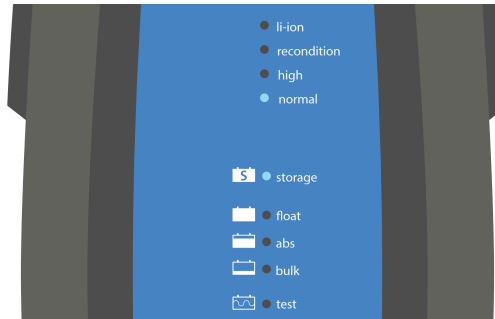 li-ion
recondition
high
normal
S storage
float
abs
bulk
test